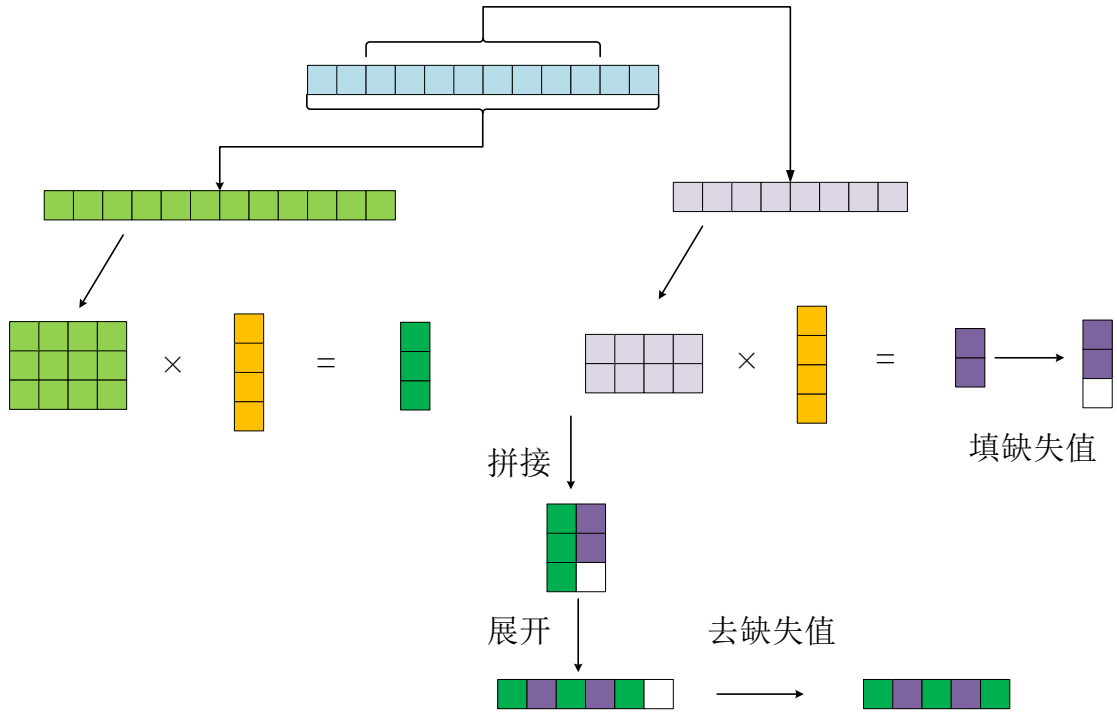 × = × =
填缺失值
拼接
展开
去缺失值